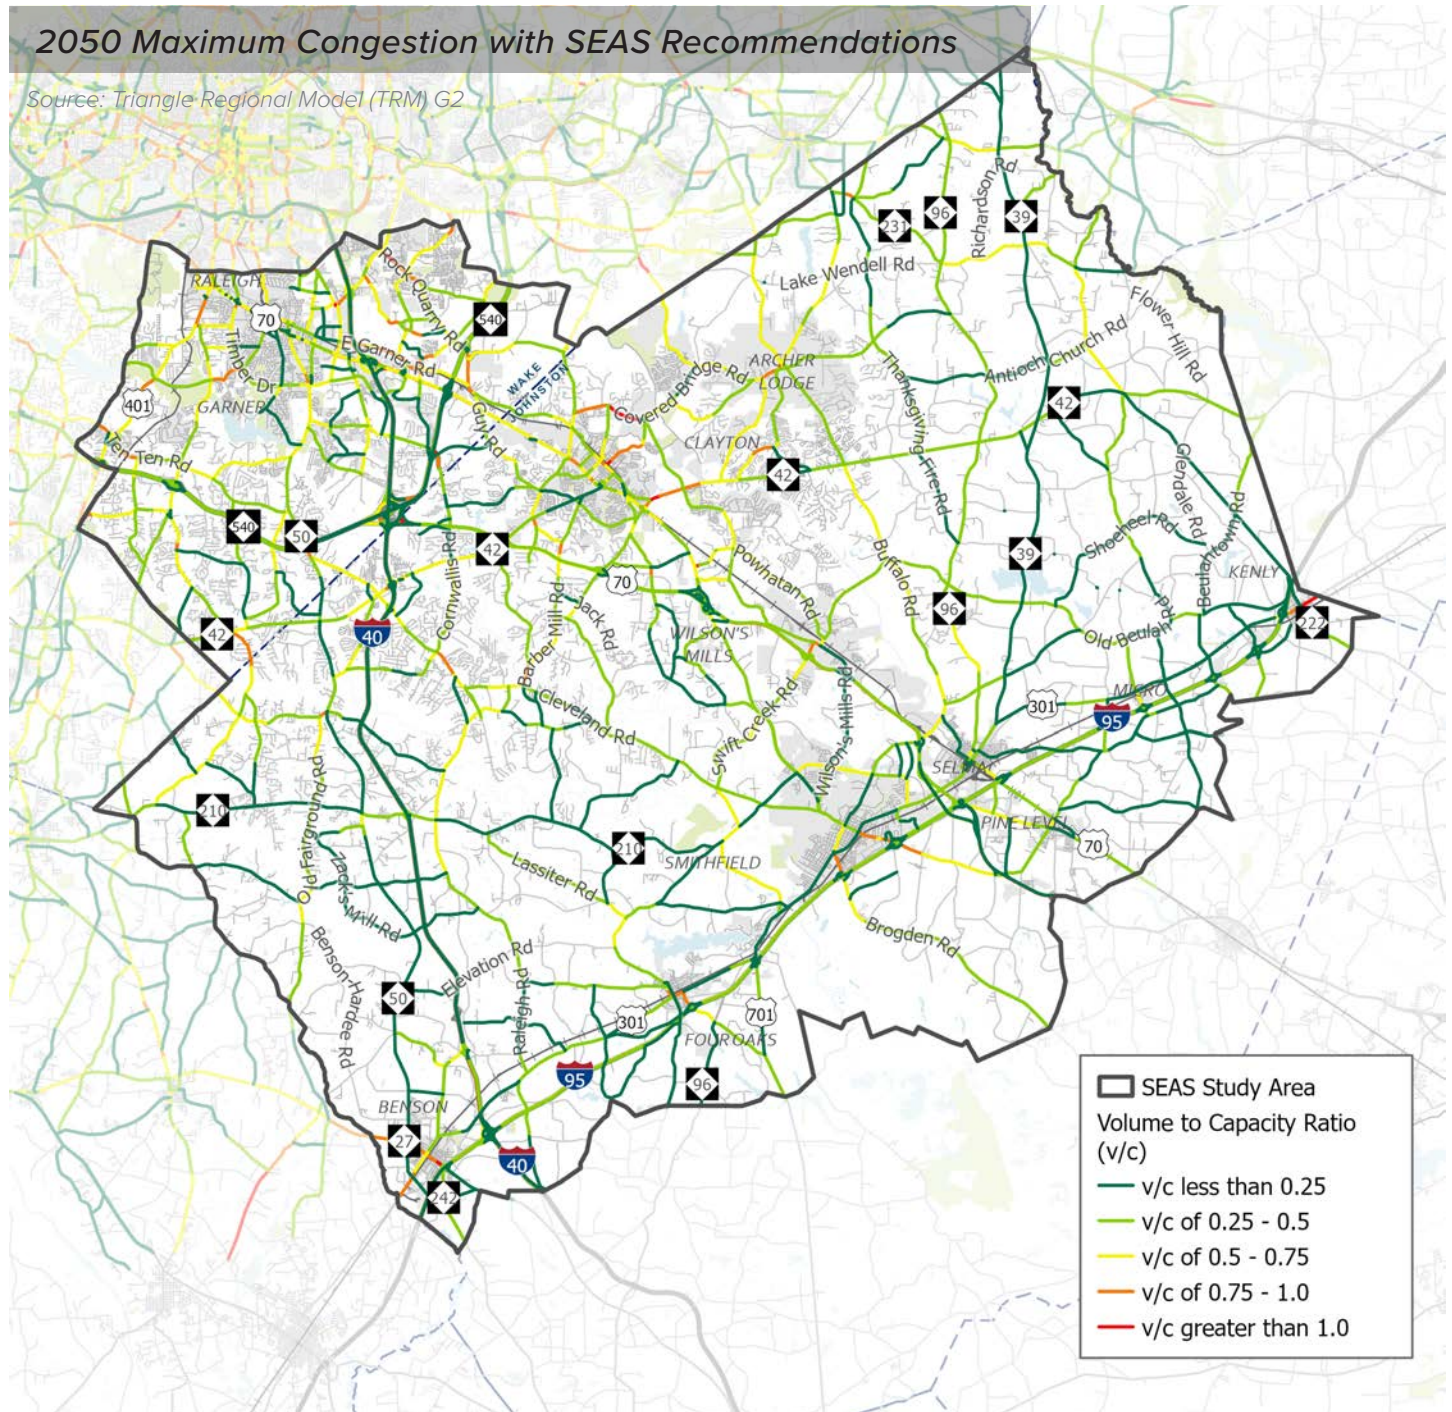 2050 Maximum Congestion with SEAS Recommendations
Source: Triangle Regional Model (TRM) G2
Richardson Rd
96
39
231
Lake Wendell Rd
RALEIGH
Rock Quarry Rd
540
70
E Garner Rd
Timber Dr
401
GARNER
WAKE
JOHNSTON
Flower Hill Rd
Antioch Church Rd
ARCHER
LODGE
Covered Bridge Rd
Thanksgiving Fire Rd
42
Guy Rd
CLAYTON
42
Ten-Ten Rd
Glendale Rd
Beulahtown Rd
Shoeheel Rd
540
50
42
39
Cornwallis Rd
Buffalo Rd
Powhatan Rd
70
KENLY
96
222
Jack Rd
Barber Mill Rd
42
40
WILSON'S
MILLS
Old Beulah Rd
MICRO
301
95
Cleveland Rd
Swift Creek Rd
Wilson's Mills Rd
SELMA
210
Old Fairground Rd
PINE LEVEL
70
210
SMITHFIELD
Lassiter Rd
Zack's Mill Rd
Brogden Rd
Benson-Hardee Rd
Elevation Rd
50
Raleigh Rd
301
701
FOUR OAKS
95
96
BENSON
27
40
242
SEAS Study Area
Volume to Capacity Ratio
(v/c)
v/c less than 0.25
v/c of 0.25 - 0.5
v/c of 0.5 - 0.75
v/c of 0.75 - 1.0
v/c greater than 1.0